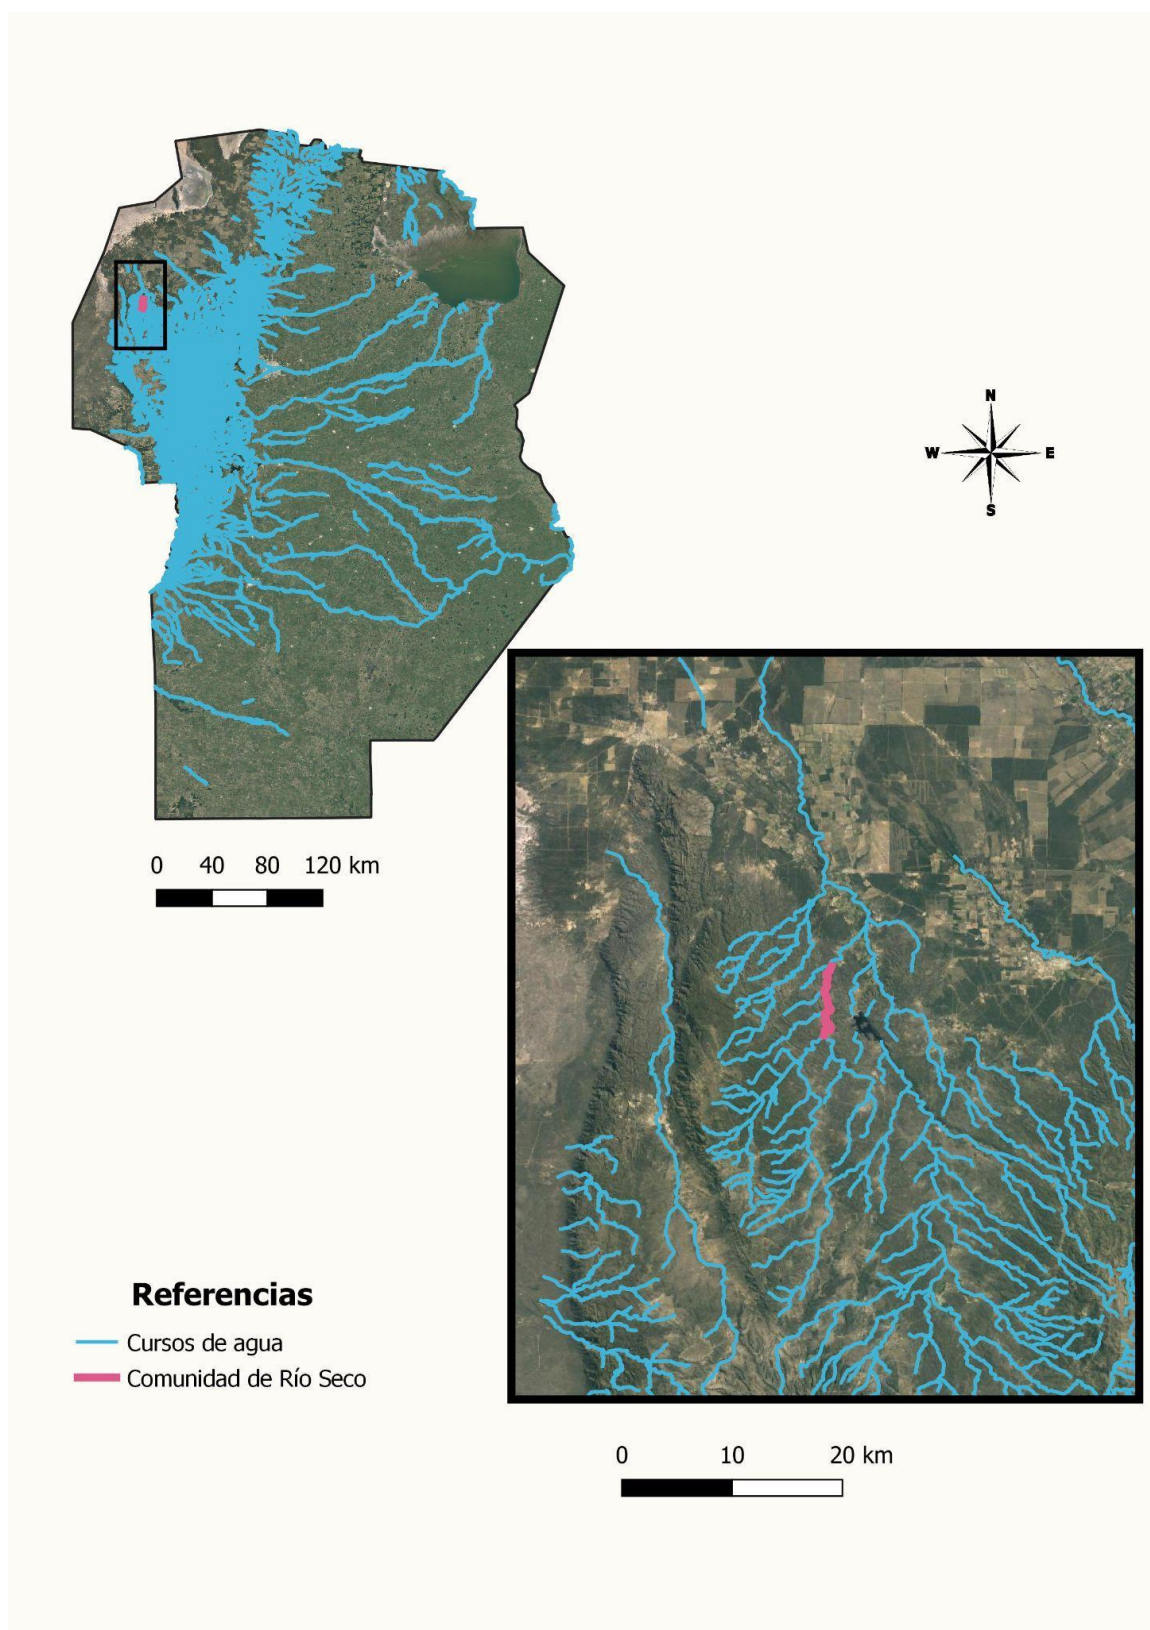 N
W E
S
0 40 80 120 km
Referencias
Cursos de agua
Comunidad de Río Seco
0 10 20 km